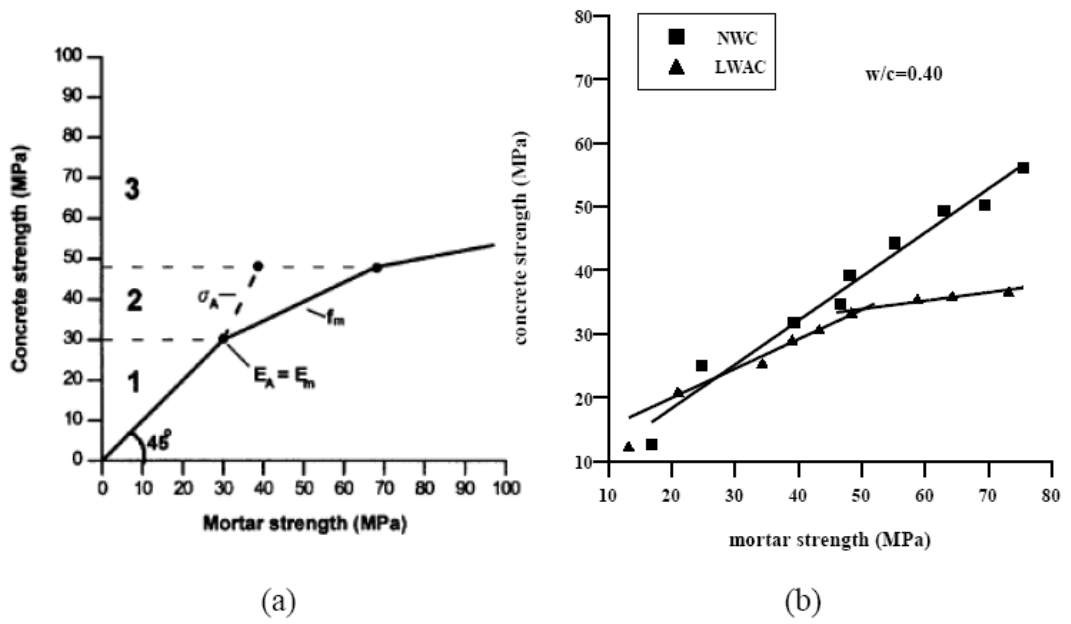 100
90
80
70
60
50
40
30
20
10
0
Concrete strength (MPa)
3
2
1
σA
fm
EA = Em
45°
0 10 20 30 40 50 60 70 80 90 100
Mortar strength (MPa)
(a)
80
70
60
50
40
30
20
10
concrete strength (MPa)
NWC
LWAC
w/c=0.40
10 20 30 40 50 60 70 80
mortar strength (MPa)
(b)